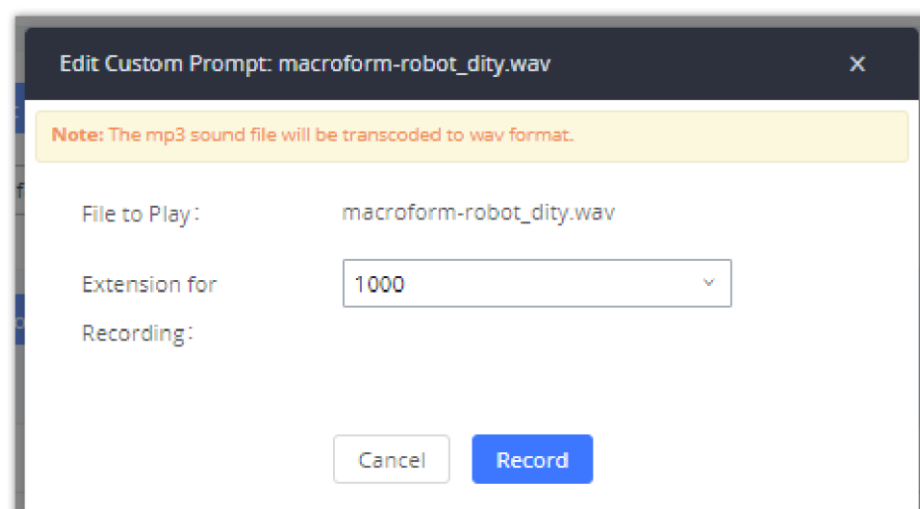 Edit Custom Prompt: macroform-robot_dity.wav ×
Note: The mp3 sound file will be transcoded to wav format.
File to Play: macroform-robot_dity.wav
Extension for 1000
Recording:
Cancel Record